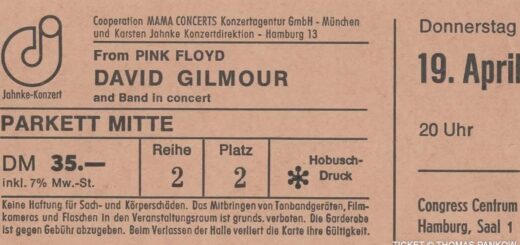 Cooperation MAMA CONCERTS Konzertagentur GmbH - München
und Karsten Jahnke Konzertdirektion - Hamburg 13
From PINK FLOYD
DAVID GILMOUR
and Band in concert
Jahnke-Konzert
PARKETT MITTE
DM 35.—
inkl. 7% Mw.-St.
Reihe
2
Platz
2
Hobusch-
Druck
Keine Haftung für Sach- und Körperschäden. Das Mitbringen von Tonbandgeräten, Film-
kameras und Flaschen in den Veranstaltungsraum ist grunds. verboten. Die Garderobe
ist gegen Gebühr abzugeben. Beim Verlassen der Halle verliert die Karte ihre Gültigkeit.
Donnerstag
19. April
20 Uhr
Congress Centrum
Hamburg, Saal 1
TICKET © THOMAS PANKOW